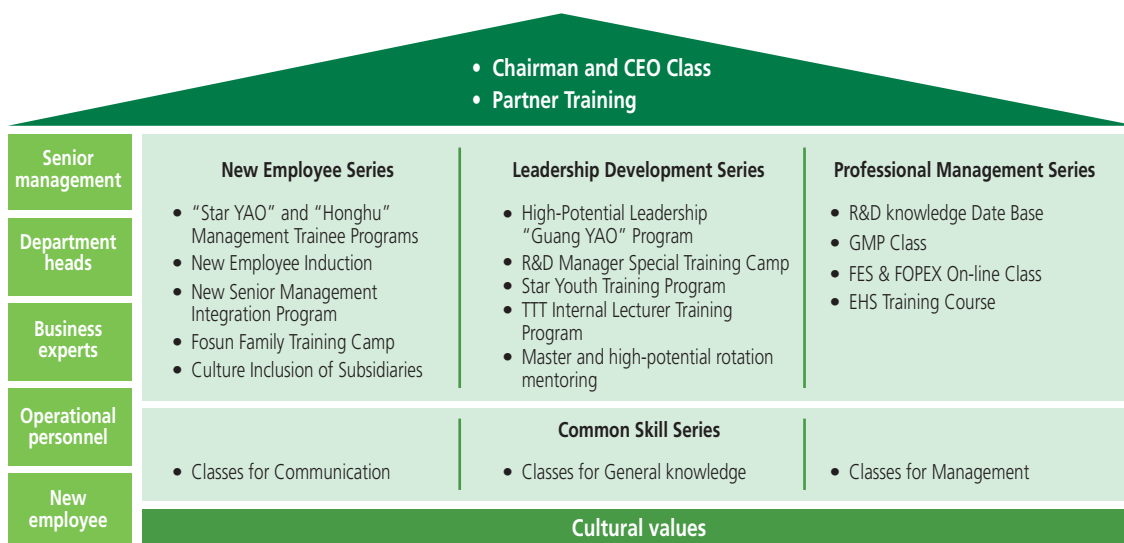 • Chairman and CEO Class
• Partner Training
Senior
management
Department
heads
Business
experts
Operational
personnel
New
employee
New Employee Series
• “Star YAO” and “Honghu”
Management Trainee Programs
• New Employee Induction
• New Senior Management
Integration Program
• Fosun Family Training Camp
• Culture Inclusion of Subsidiaries
Leadership Development Series
• High-Potential Leadership
“Guang YAO” Program
• R&D Manager Special Training Camp
• Star Youth Training Program
• TTT Internal Lecturer Training
Program
• Master and high-potential rotation
mentoring
Professional Management Series
• R&D knowledge Date Base
• GMP Class
• FES & FOPEX On-line Class
• EHS Training Course
Common Skill Series
• Classes for Communication
• Classes for General knowledge
• Classes for Management
Cultural values